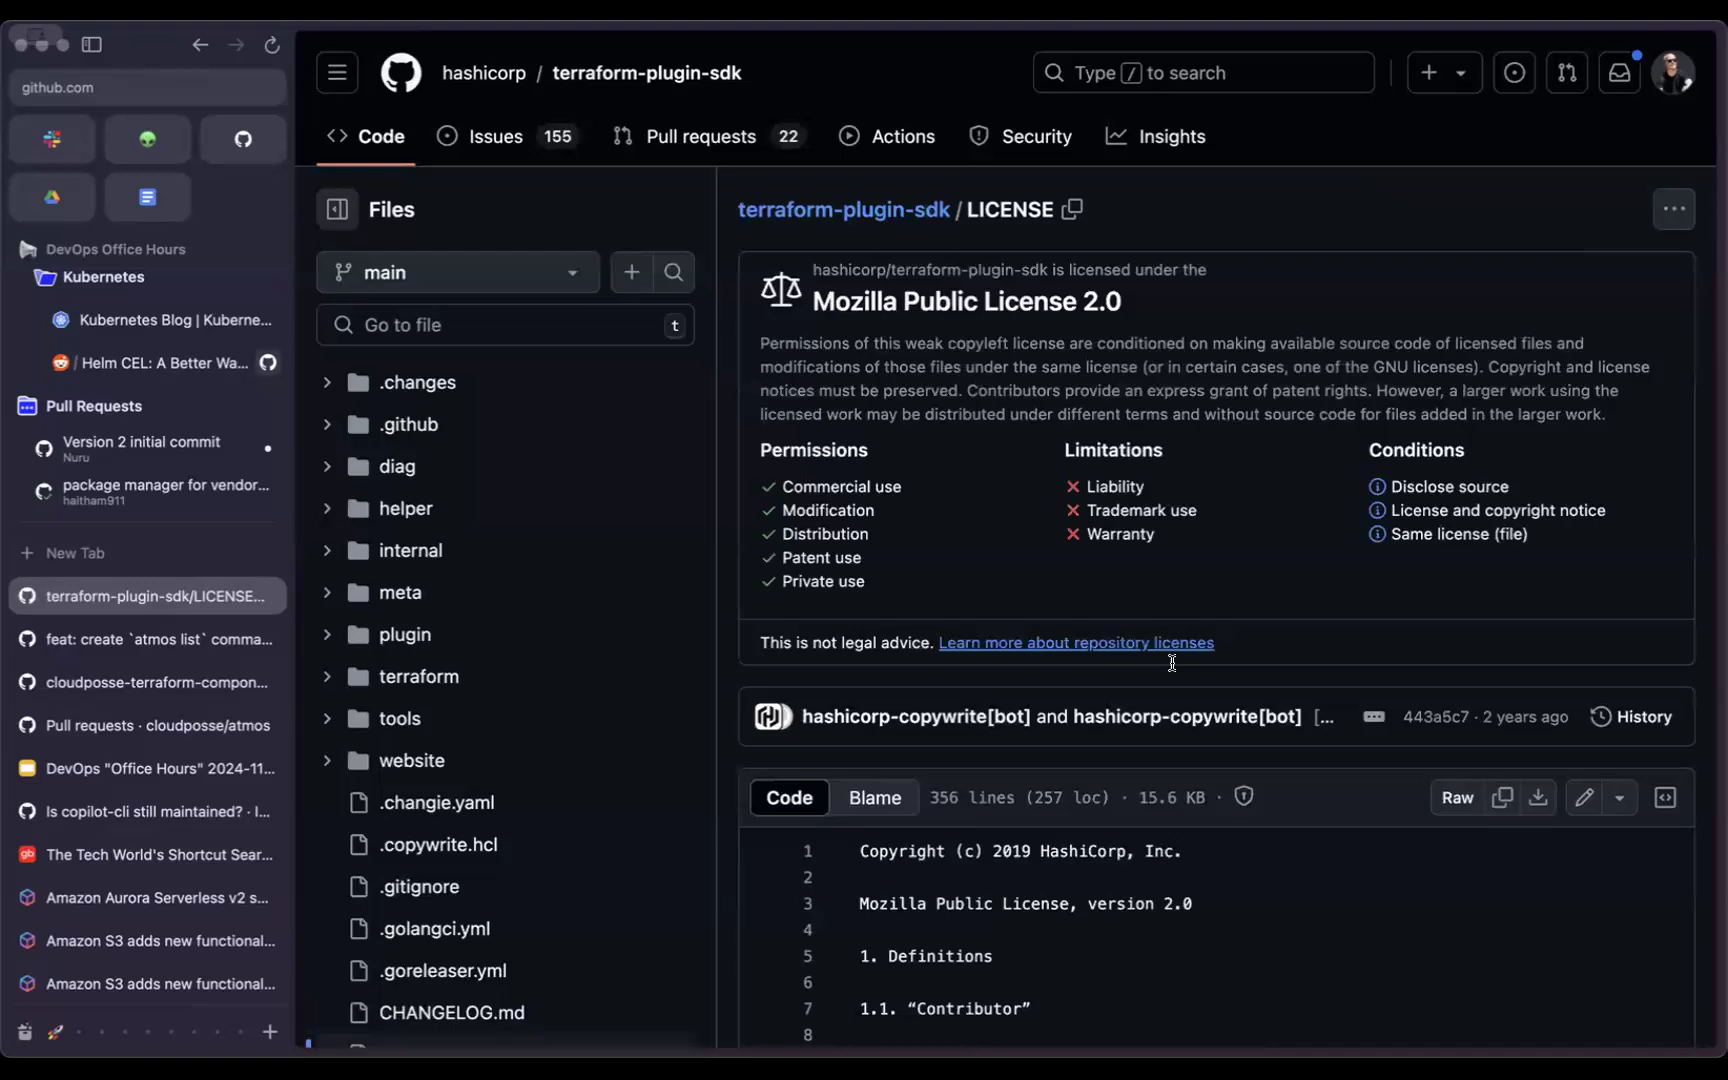 github.com
DevOps Office Hours
Kubernetes
Kubernetes Blog | Kuberne...
/ Helm CEL: A Better Wa...
Pull Requests
Version 2 initial commit
Nuru
package manager for vendor...
haitham911
+ New Tab
terraform-plugin-sdk/LICENSE...
feat: create `atmos list` comma...
cloudposse-terraform-compon...
Pull requests · cloudposse/atmos
DevOps "Office Hours" 2024-11...
Is copilot-cli still maintained? · I...
The Tech World's Shortcut Sear...
Amazon Aurora Serverless v2 s...
Amazon S3 adds new functional...
Amazon S3 adds new functional...
hashicorp / terraform-plugin-sdk
Type / to search
Code
Issues 155
Pull requests 22
Actions
Security
Insights
Files
main
Go to file
t
.changes
.github
diag
helper
internal
meta
plugin
terraform
tools
website
.changie.yaml
.copywrite.hcl
.gitignore
.golangci.yml
.goreleaser.yml
CHANGELOG.md
terraform-plugin-sdk / LICENSE
hashicorp/terraform-plugin-sdk is licensed under the
Mozilla Public License 2.0
Permissions of this weak copyleft license are conditioned on making available source code of licensed files and
modifications of those files under the same license (or in certain cases, one of the GNU licenses). Copyright and license
notices must be preserved. Contributors provide an express grant of patent rights. However, a larger work using the
licensed work may be distributed under different terms and without source code for files added in the larger work.
Permissions
Commercial use
Modification
Distribution
Patent use
Private use
Limitations
Liability
Trademark use
Warranty
Conditions
Disclose source
License and copyright notice
Same license (file)
This is not legal advice. Learn more about repository licenses
hashicorp-copywrite[bot] and hashicorp-copywrite[bot] [...
443a5c7 · 2 years ago
History
Code
Blame
356 lines (257 loc) · 15.6 KB
Raw
1 Copyright (c) 2019 HashiCorp, Inc.
2
3 Mozilla Public License, version 2.0
4
5 1. Definitions
6
7 1.1. “Contributor”
8